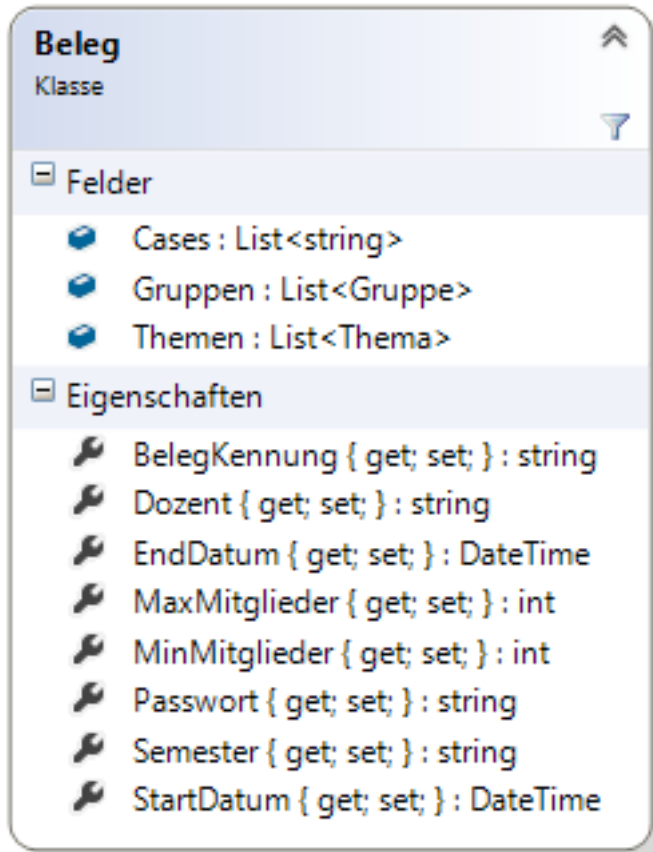 Beleg
Klasse
Felder
Cases : List<string>
Gruppen : List<Gruppe>
Themen : List<Thema>
Eigenschaften
BelegKennung { get; set; } : string
Dozent { get; set; } : string
EndDatum { get; set; } : DateTime
MaxMitglieder { get; set; } : int
MinMitglieder { get; set; } : int
Passwort { get; set; } : string
Semester { get; set; } : string
StartDatum { get; set; } : DateTime